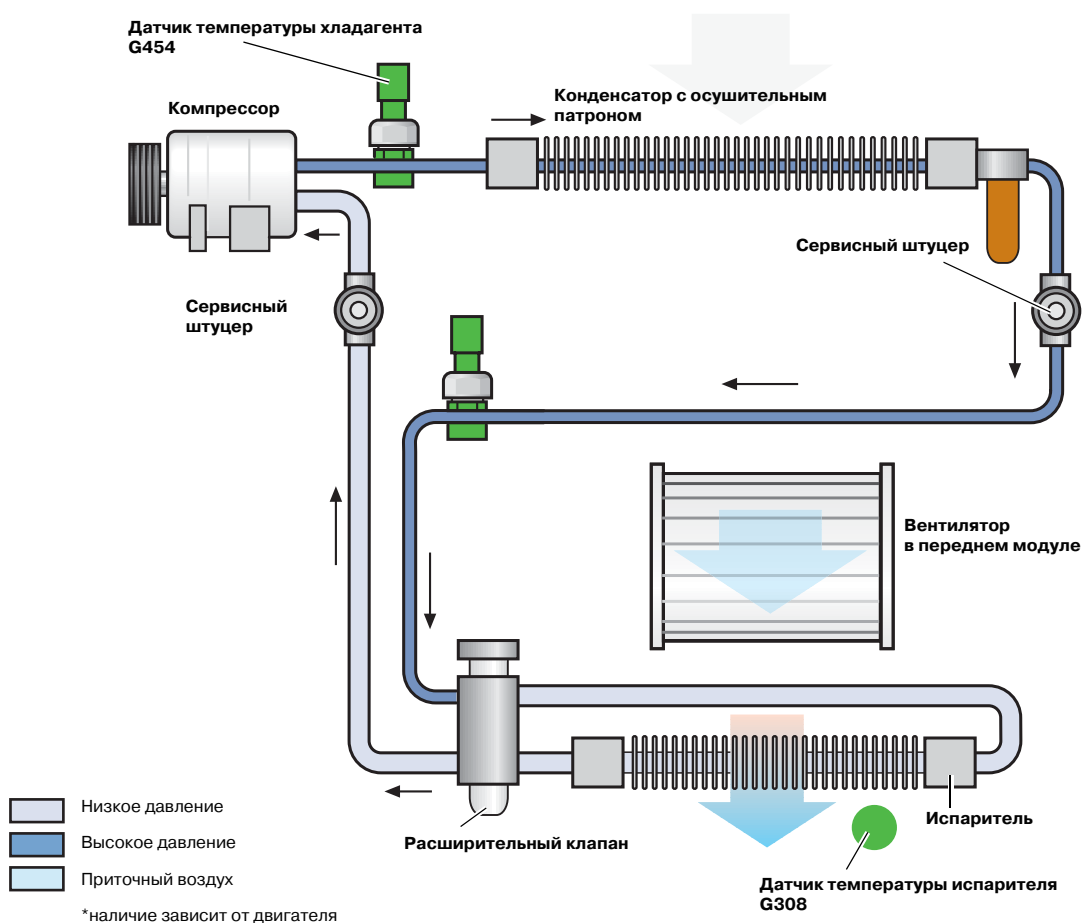 Датчик температуры хладагента
G454
Компрессор
Конденсатор с осушительным
патроном
Сервисный штуцер
Сервисный
штуцер
Вентилятор
в переднем модуле
Расширительный клапан
Испаритель
Датчик температуры испарителя
G308
Низкое давление
Высокое давление
Приточный воздух
*наличие зависит от двигателя